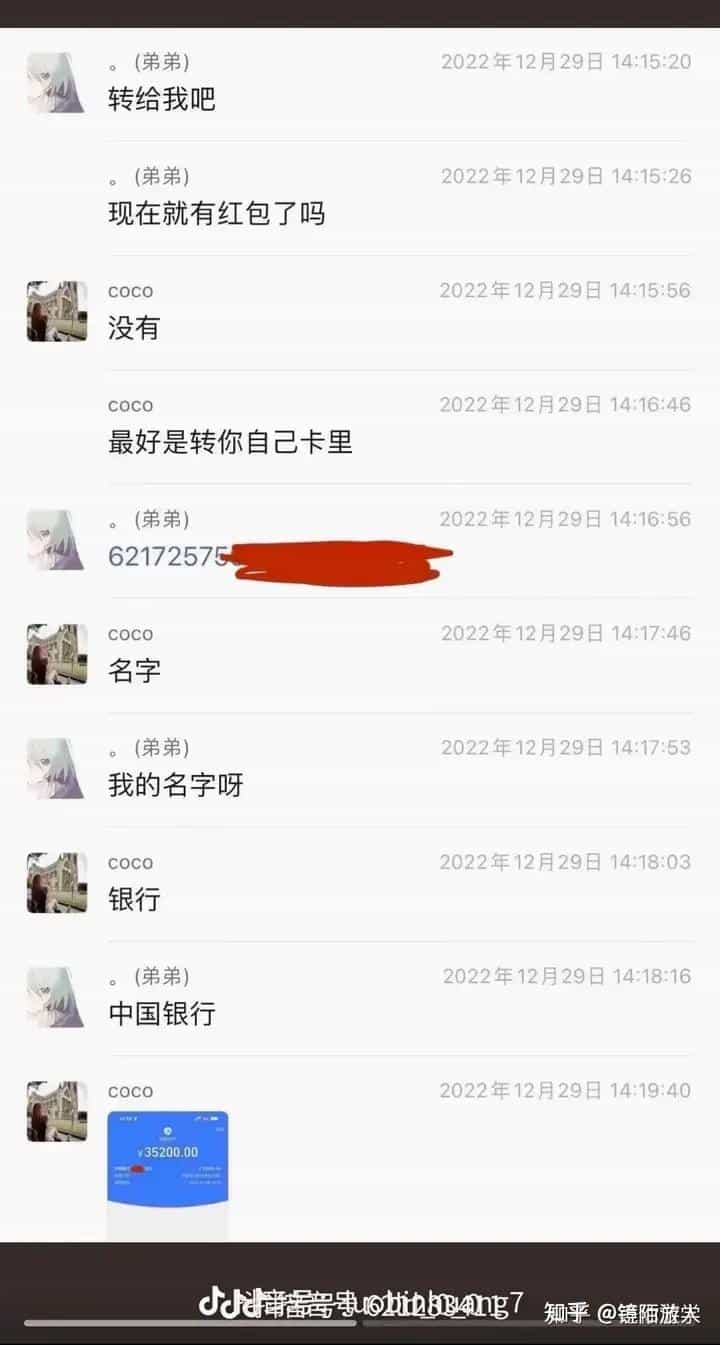 。(弟弟) 2022年12月29日 14:15:20
转给我吧
。(弟弟) 2022年12月29日 14:15:26
现在就有红包了吗
coco 2022年12月29日 14:15:56
没有
coco 2022年12月29日 14:16:46
最好是转你自己卡里
。(弟弟) 2022年12月29日 14:16:56
62172575
coco 2022年12月29日 14:17:46
名字
。(弟弟) 2022年12月29日 14:17:53
我的名字呀
coco 2022年12月29日 14:18:03
银行
。(弟弟) 2022年12月29日 14:18:16
中国银行
coco 2022年12月29日 14:19:40
¥35200.00
知乎